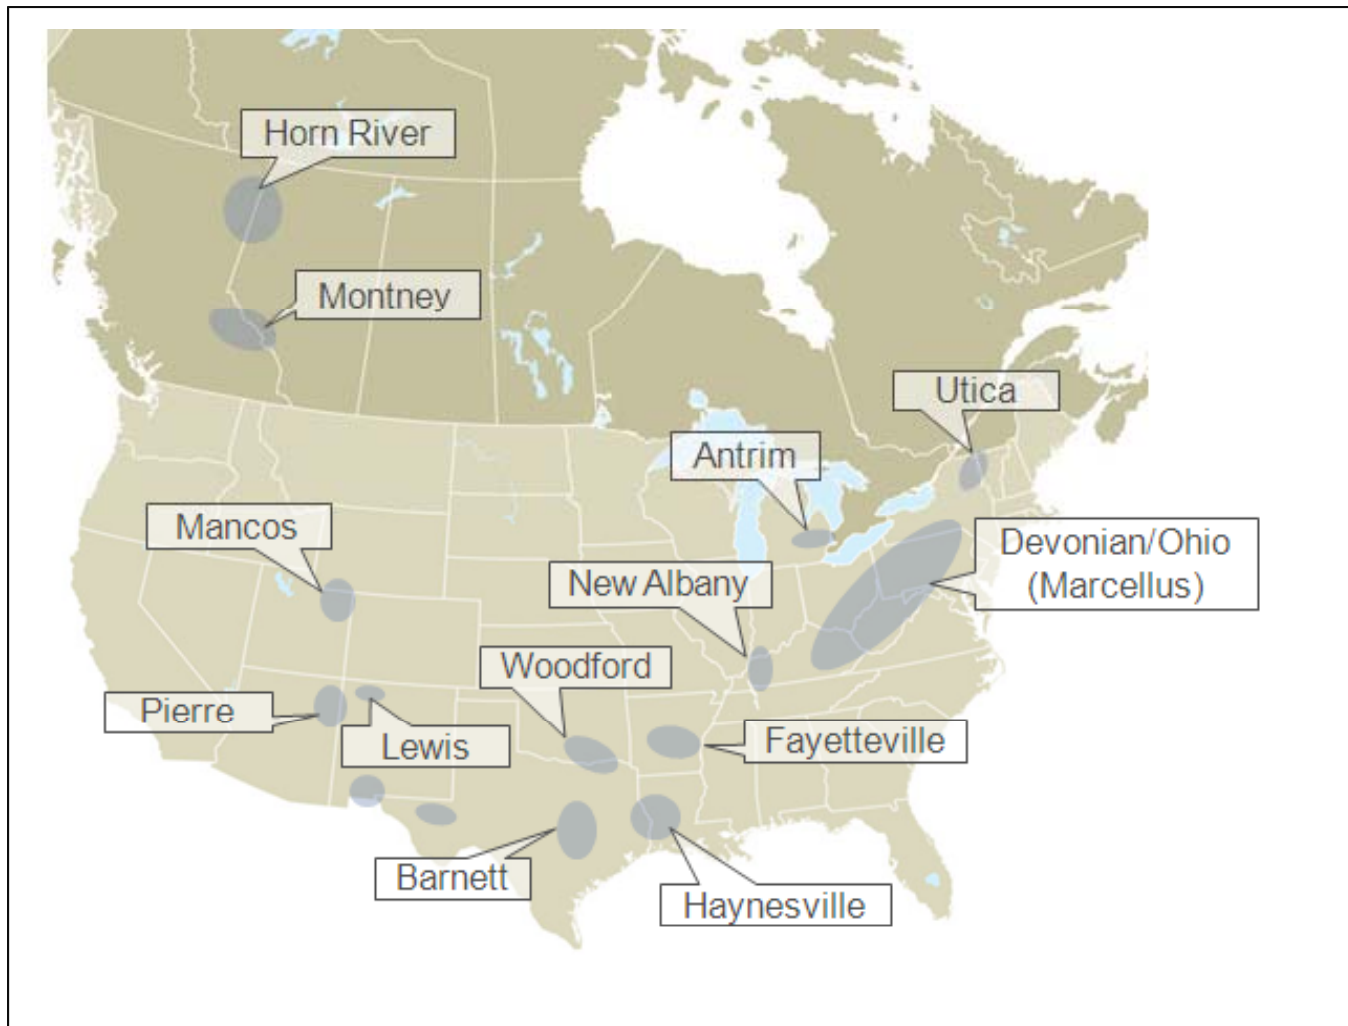 Horn River
Montney
Utica
Antrim
Mancos
Devonian/Ohio
(Marcellus)
New Albany
Woodford
Pierre
Lewis
Fayetteville
Barnett
Haynesville